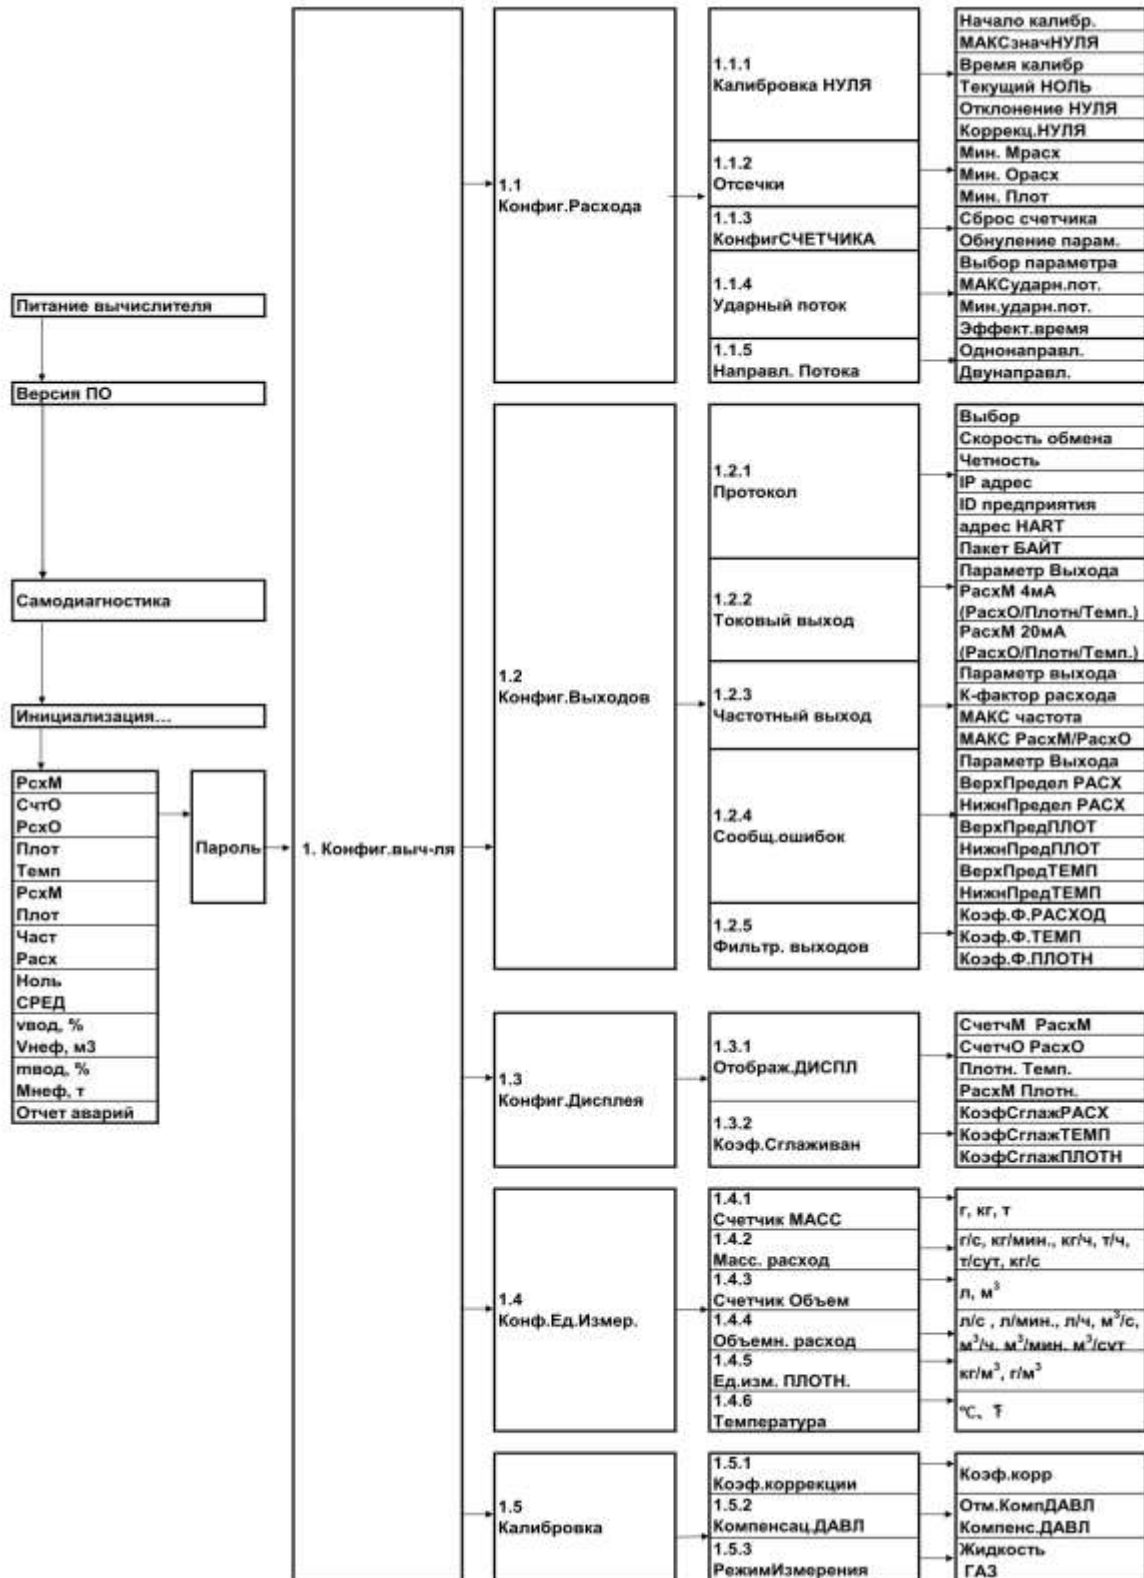 Питание вычислителя
Версия ПО
Самодиагностика
Инициализация...
РсхМ
СчтО
РсхО
Плот
Темп
РсхМ
Плот
Част
Расх
Ноль
СРЕД
vвод, %
Vнеф, м3
mвод, %
Mнеф, т
Отчет аварий
Пароль
1. Конфиг.выч-ля
1.1
Конфиг.Расхода
1.1.1
Калибровка НУЛЯ
Начало калибр.
МАКСзначНУЛЯ
Время калибр
Текущий НОЛЬ
Отклонение НУЛЯ
Коррекц.НУЛЯ
1.1.2
Отсечки
Мин. Мрасх
Мин. Орасх
Мин. Плот
1.1.3
КонфигСЧЕТЧИКА
Сброс счетчика
Обнуление парам.
1.1.4
Ударный поток
Выбор параметра
МАКСударн.пот.
Мин.ударн.пот.
Эффект.время
1.1.5
Направл. Потока
Однонаправл.
Двунаправл.
1.2
Конфиг.Выходов
1.2.1
Протокол
Выбор
Скорость обмена
Четность
IP адрес
ID предприятия
адрес HART
Пакет БАЙТ
1.2.2
Токовый выход
Параметр Выхода
РасхМ 4мА
(РасхО/Плотн/Темп.)
РасхМ 20мА
(РасхО/Плотн/Темп.)
1.2.3
Частотный выход
Параметр выхода
К-фактор расхода
МАКС частота
МАКС РасхМ/РасхО
1.2.4
Сообщ.ошибок
Параметр Выхода
ВерхПредел РАСХ
НижнПредел РАСХ
ВерхПредПЛОТ
НижнПредПЛОТ
ВерхПредТЕМП
НижнПредТЕМП
1.2.5
Фильтр. выходов
Коэф.Ф.РАСХОД
Коэф.Ф.ТЕМП
Коэф.Ф.ПЛОТН
1.3
Конфиг.Дисплея
1.3.1
Отображ.ДИСПЛ
СчетчМ РасхМ
СчетчО РасхО
Плотн. Темп.
РасхМ Плотн.
1.3.2
Коэф.Сглаживан
КоэфСглажРАСХ
КоэфСглажТЕМП
КоэфСглажПЛОТН
1.4
Конф.Ед.Измер.
1.4.1
Счетчик МАСС
г, кг, т
1.4.2
Масс. расход
г/с, кг/мин., кг/ч, т/ч,
т/сут, кг/с
1.4.3
Счетчик Объем
л, м³
1.4.4
Объемн. расход
л/с , л/мин., л/ч, м³/с,
м³/ч, м³/мин, м³/сут
1.4.5
Ед.изм. ПЛОТН.
кг/м³, г/м³
1.4.6
Температура
℃、℉
1.5
Калибровка
1.5.1
Коэф.коррекции
Коэф.корр
1.5.2
Компенсац.ДАВЛ
Отм.КомпДАВЛ
Компенс.ДАВЛ
1.5.3
РежимИзмерения
Жидкость
ГАЗ